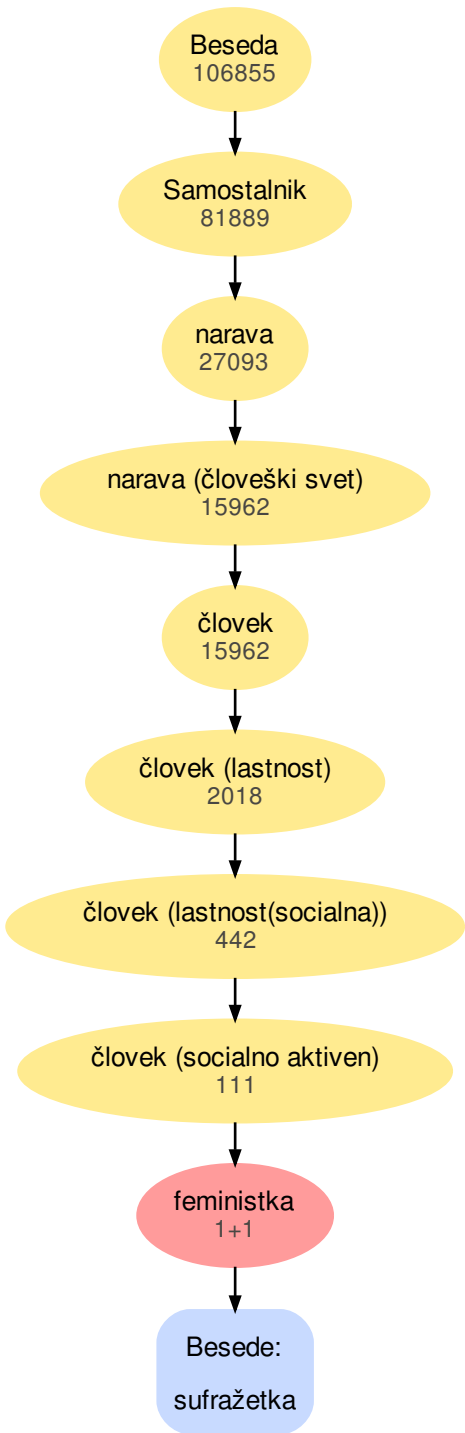 Beseda
106855
Samostalnik
81889
narava
27093
narava (človeški svet)
15962
človek
15962
človek (lastnost)
2018
človek (lastnost(socialna))
442
človek (socialno aktiven)
111
feministka
1+1
Besede:
sufražetka